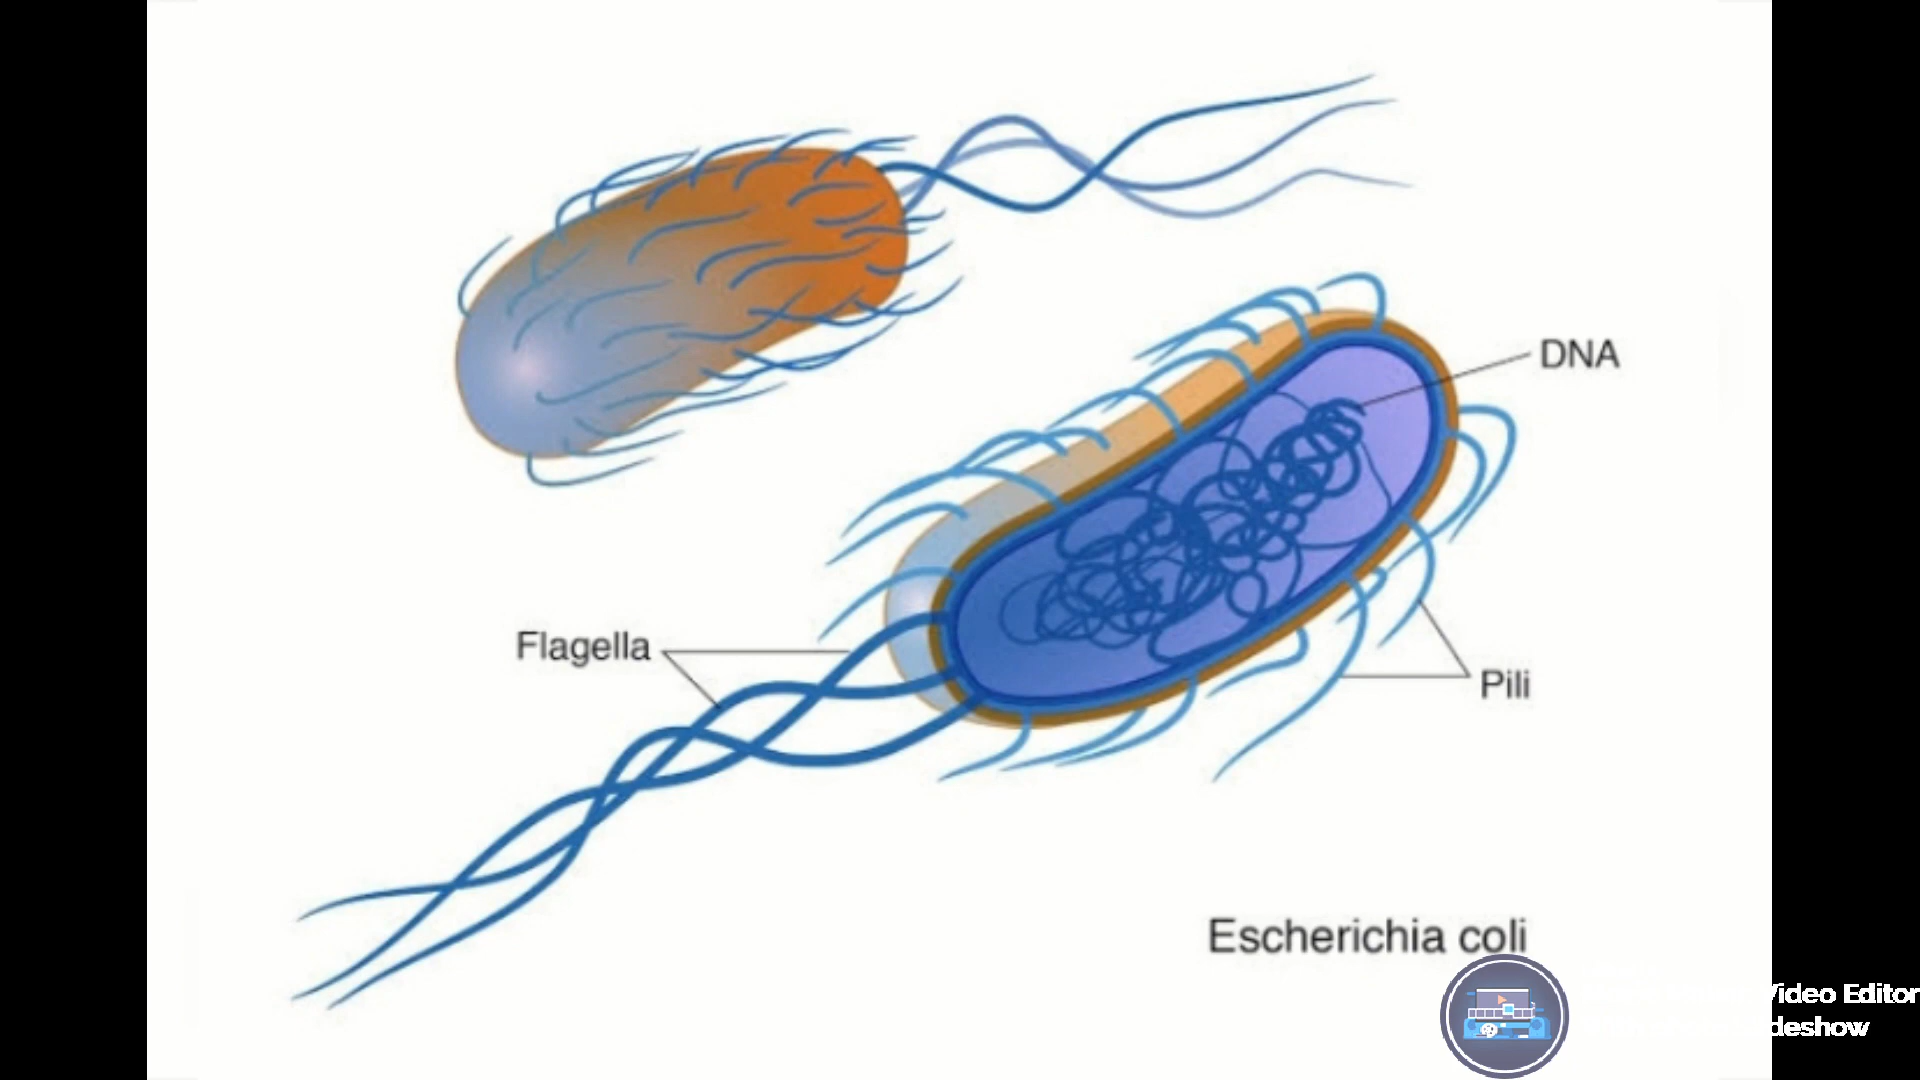 DNA
Flagella
Pili
Escherichia coli
Video Editor
deshow